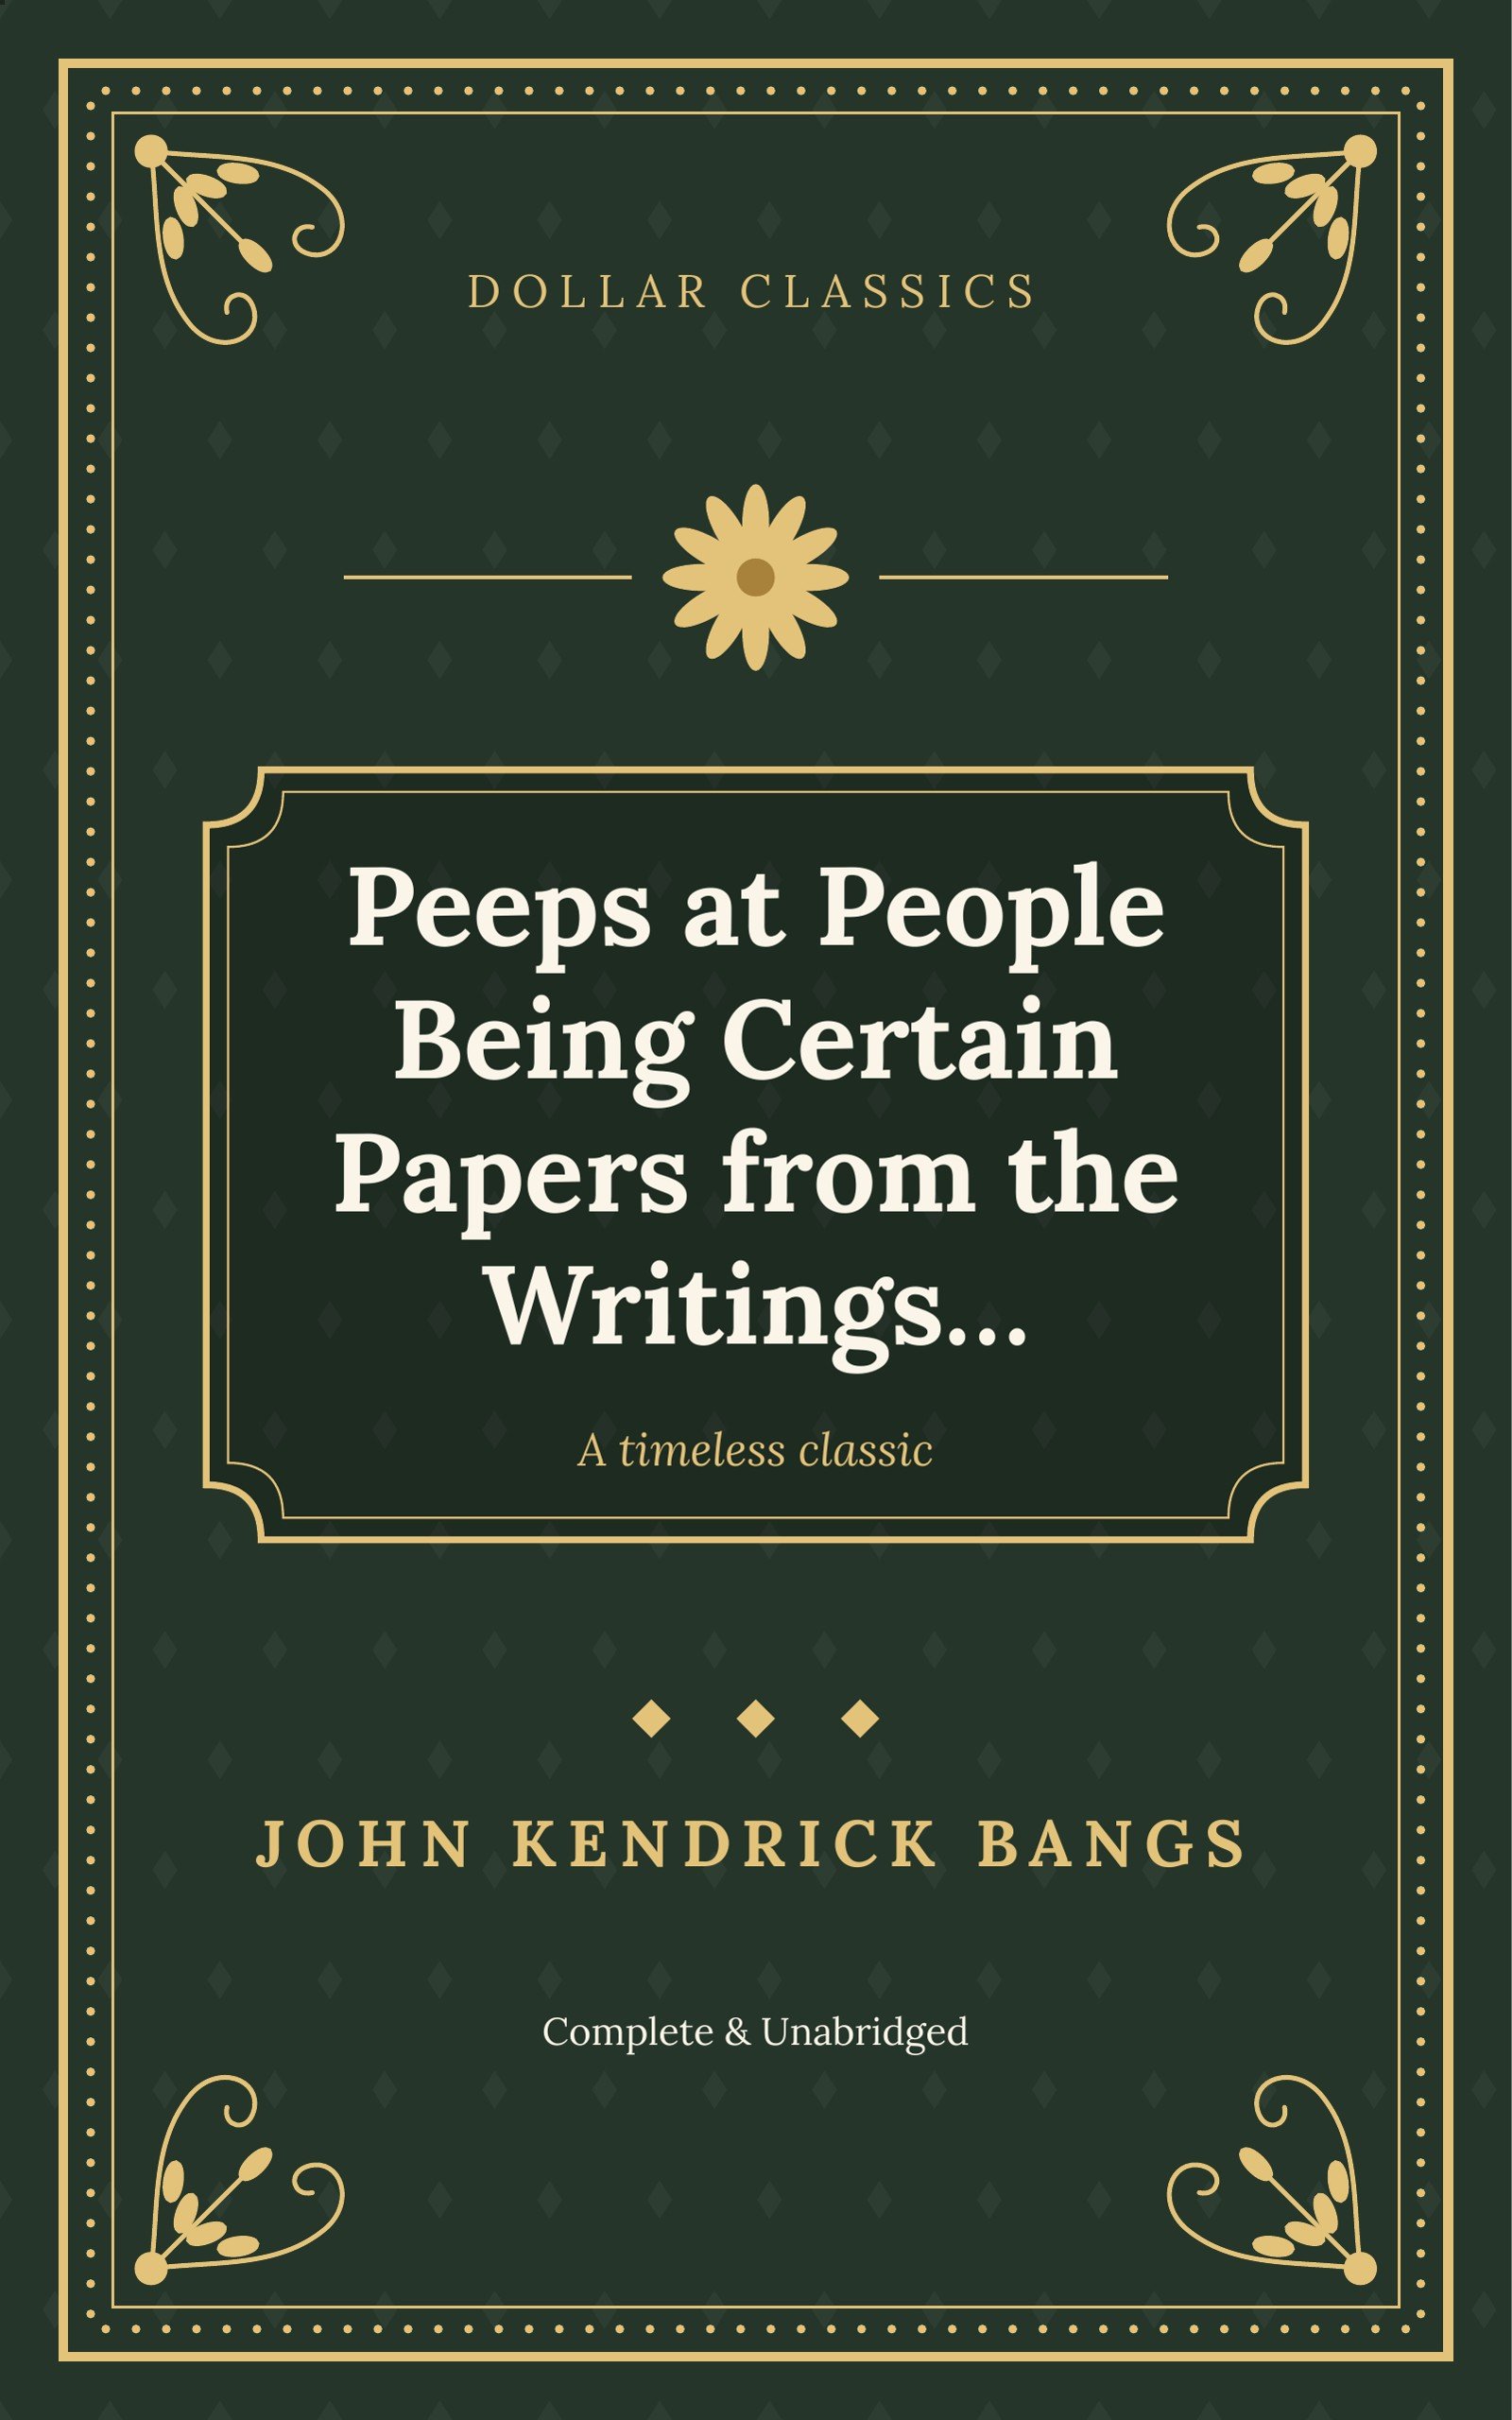 DOLLAR CLASSICS
Peeps at People
Being Certain
Papers from the
Writings...
A timeless classic
JOHN KENDRICK BANGS
Complete & Unabridged